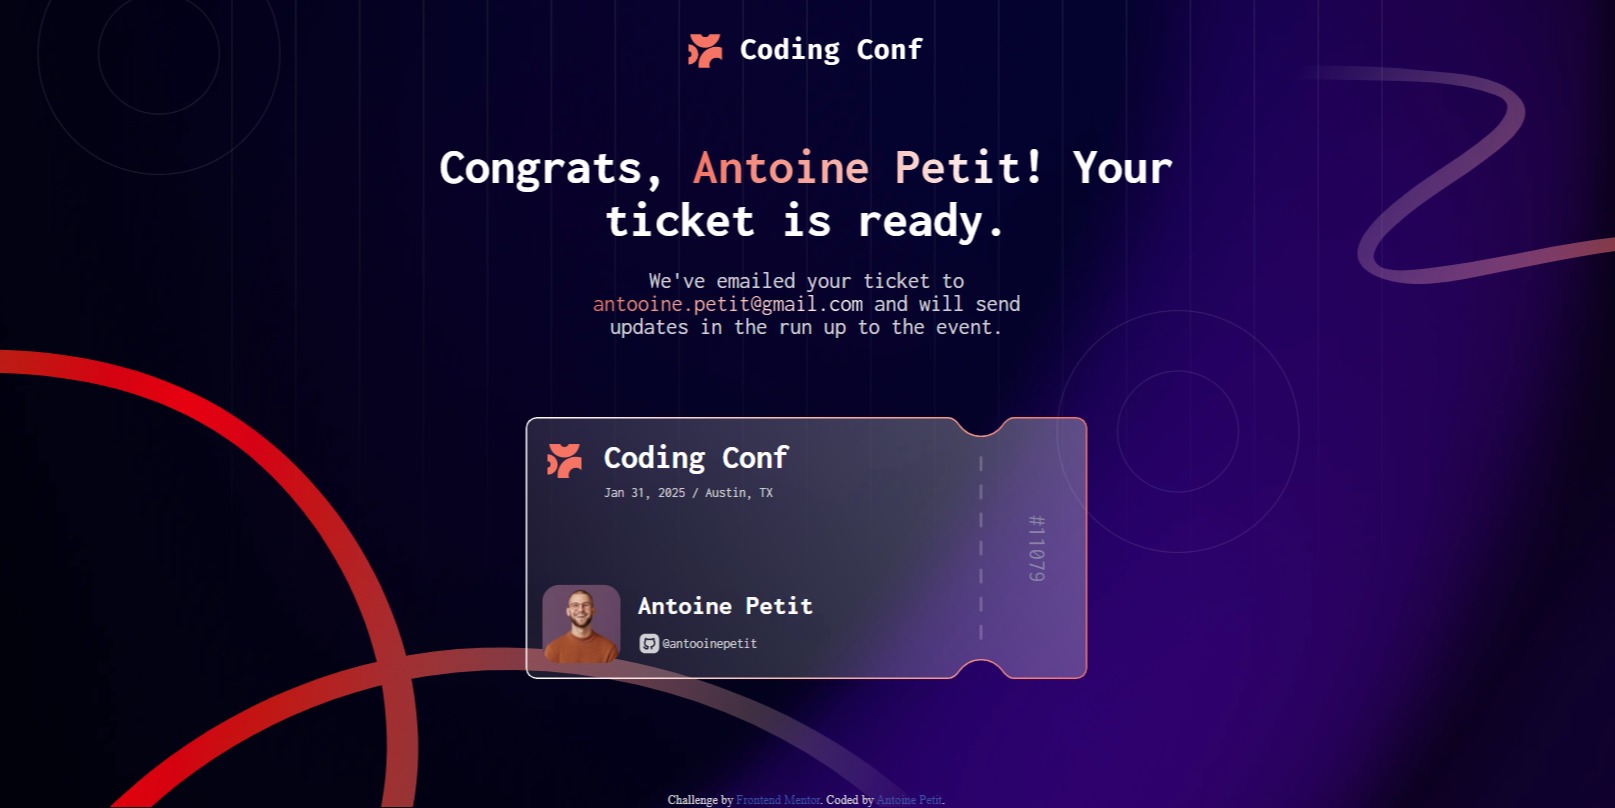 Coding Conf
Congrats, Antoine Petit! Your
ticket is ready.
We've emailed your ticket to
antooine.petit@gmail.com and will send
updates in the run up to the event.
Coding Conf
Jan 31, 2025 / Austin, TX
#11079
Antoine Petit
@antooinepetit
Challenge by Frontend Mentor. Coded by Antoine Petit.